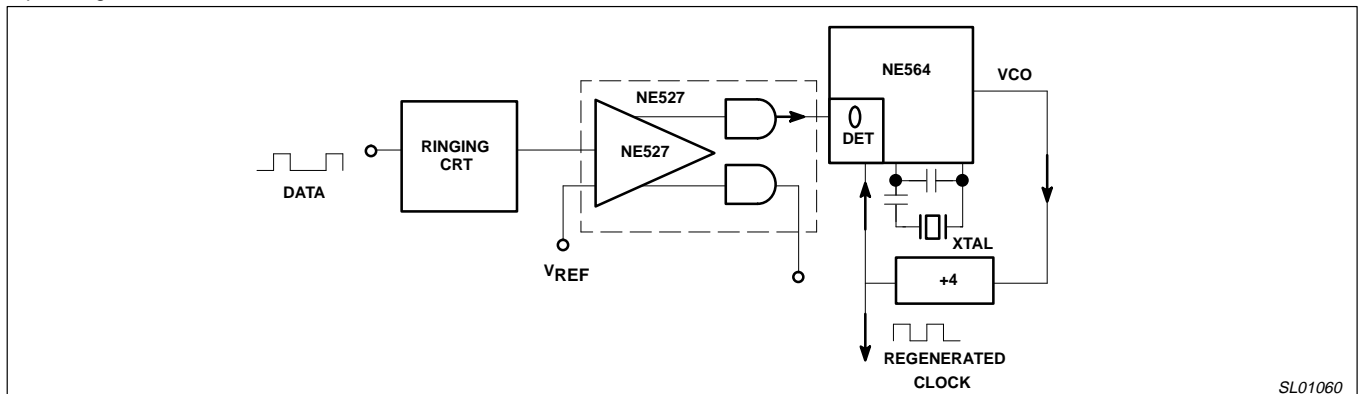 DATA
RINGING
CRT
VREF
NE527
NE527
NE564
0
DET
VCO
XTAL
+4
REGENERATED
CLOCK
SL01060